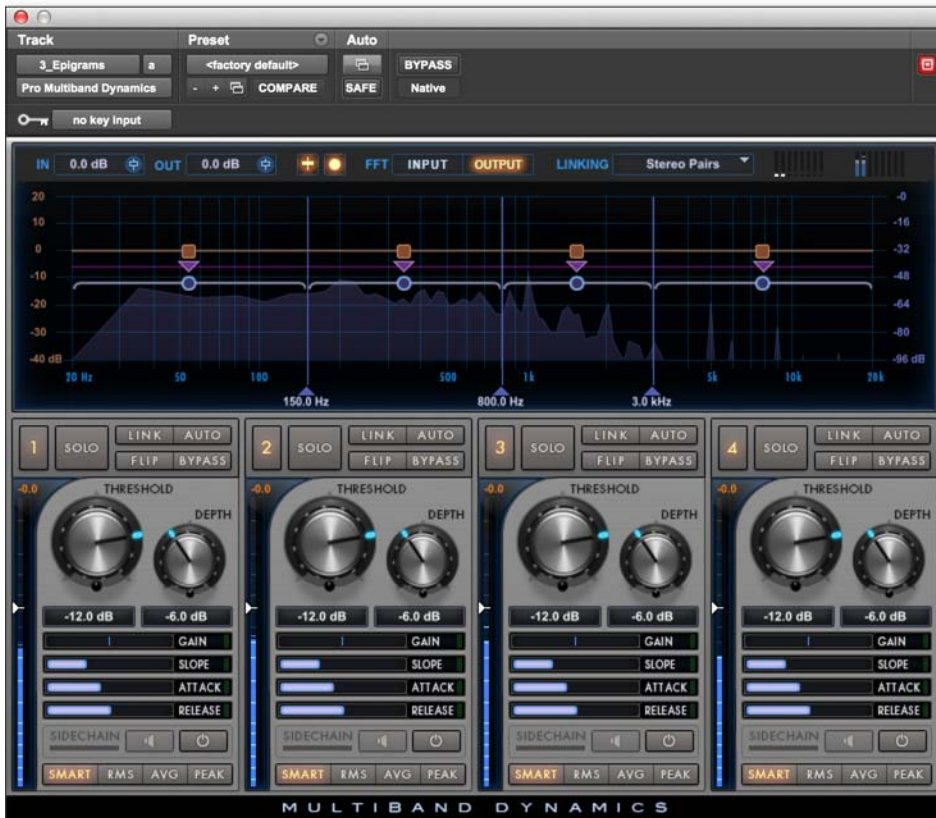 Track Preset Auto
3_Epigrams a <factory default> BYPASS
Pro Multiband Dynamics - + COMPARE SAFE Native
no key input
IN 0.0 dB OUT 0.0 dB FFT INPUT OUTPUT LINKING Stereo Pairs
20 -0
10 -16
0 -32
-10 -48
-20 -64
-30 -80
-40 dB -96 dB
20 Hz 50 100 500 1k 5k 10k 20k
150.0 Hz 800.0 Hz 3.0 kHz
1 SOLO LINK AUTO 2 SOLO LINK AUTO 3 SOLO LINK AUTO 4 SOLO LINK AUTO
FLIP BYPASS FLIP BYPASS FLIP BYPASS FLIP BYPASS
-0.0 THRESHOLD -0.0 THRESHOLD -0.0 THRESHOLD -0.0 THRESHOLD
DEPTH DEPTH DEPTH DEPTH
-12.0 dB -6.0 dB -12.0 dB -6.0 dB -12.0 dB -6.0 dB -12.0 dB -6.0 dB
GAIN GAIN GAIN GAIN
SLOPE SLOPE SLOPE SLOPE
ATTACK ATTACK ATTACK ATTACK
RELEASE RELEASE RELEASE RELEASE
SIDECHAIN SIDECHAIN SIDECHAIN SIDECHAIN
SMART RMS AVG PEAK SMART RMS AVG PEAK SMART RMS AVG PEAK SMART RMS AVG PEAK
MULTIBAND DYNAMICS